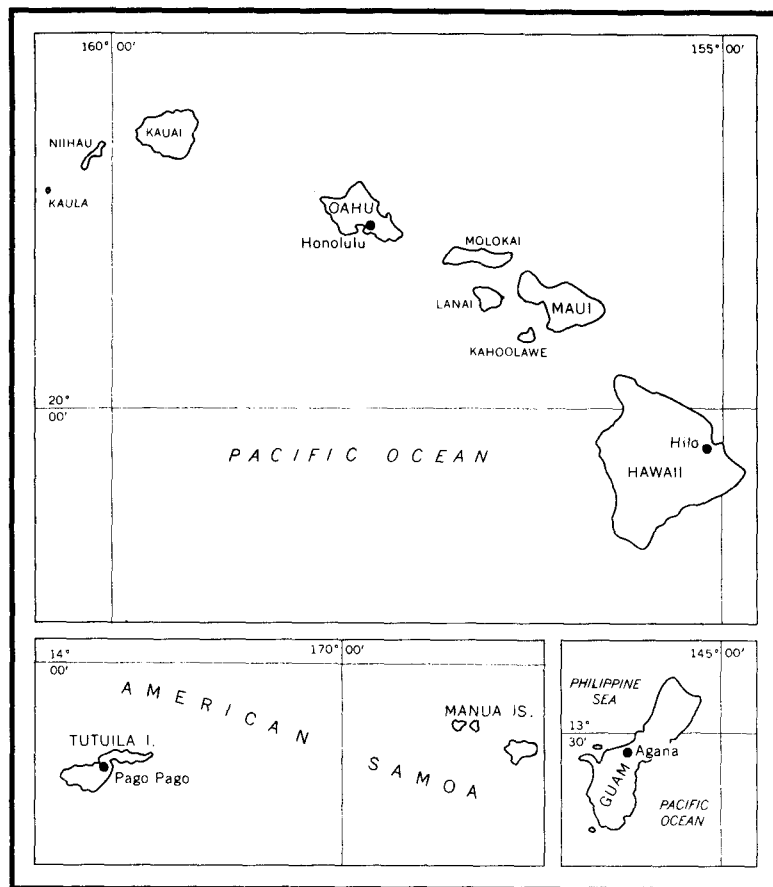 160° 00'
155° 00'
KAUAI
NIIHAU
KAULA
OAHU
Honolulu
MOLOKAI
LANAI
MAUI
KAHOOLAWE
20°
00'
PACIFIC OCEAN
Hilo
HAWAII
14°
00'
170° 00'
AMERICAN
SAMOA
MANUA IS.
TUTUILA I.
Pago Pago
145° 00'
PHILIPPINE
SEA
13°
30'
Agana
GUAM
PACIFIC
OCEAN